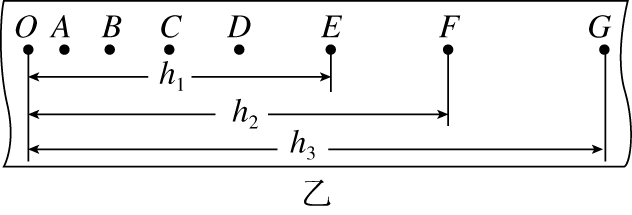 O A B C D E F G
h₁
h₂
h₃
乙